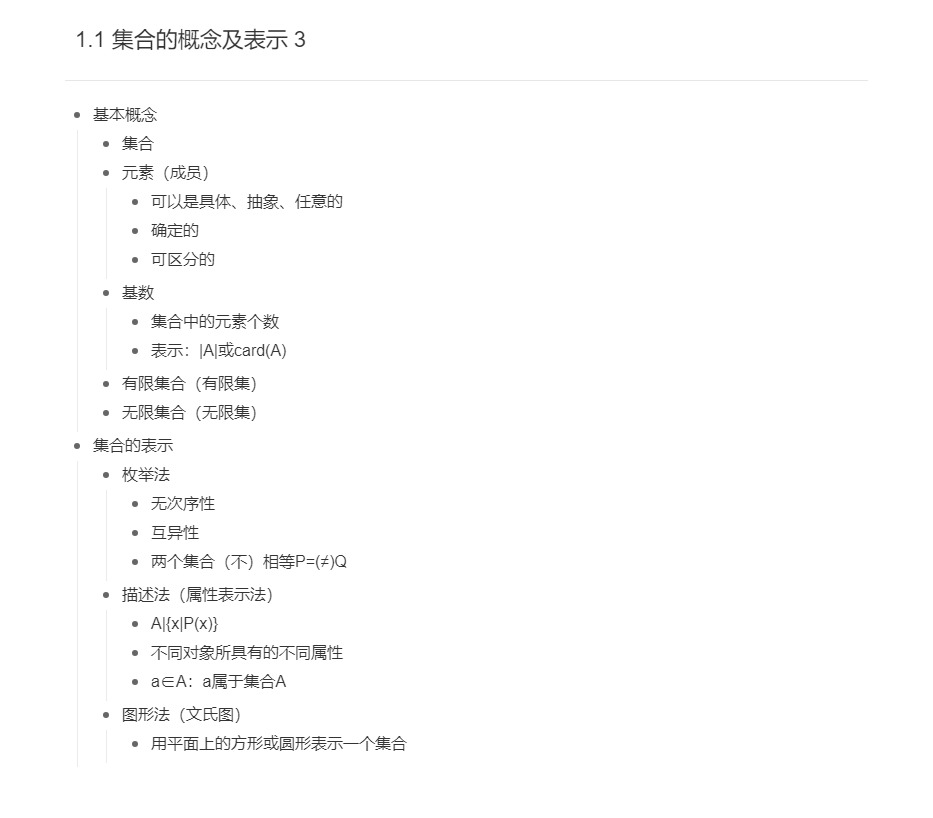 1.1 集合的概念及表示 3
基本概念
集合
元素（成员）
可以是具体、抽象、任意的
确定的
可区分的
基数
集合中的元素个数
表示：|A|或card(A)
有限集合（有限集）
无限集合（无限集）
集合的表示
枚举法
无次序性
互异性
两个集合（不）相等P=(≠)Q
描述法（属性表示法）
A|{x|P(x)}
不同对象所具有的不同属性
a∈A：a属于集合A
图形法（文氏图）
用平面上的方形或圆形表示一个集合